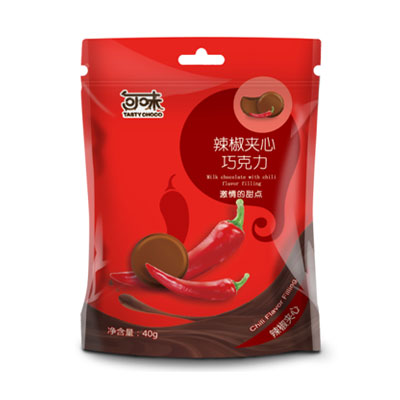 可味
TASTY CHOCO
辣椒夹心
巧克力
Milk chocolate with chili
flavor filling
激情的甜点
Chili Flavor Filling
辣椒夹心
净含量：40g